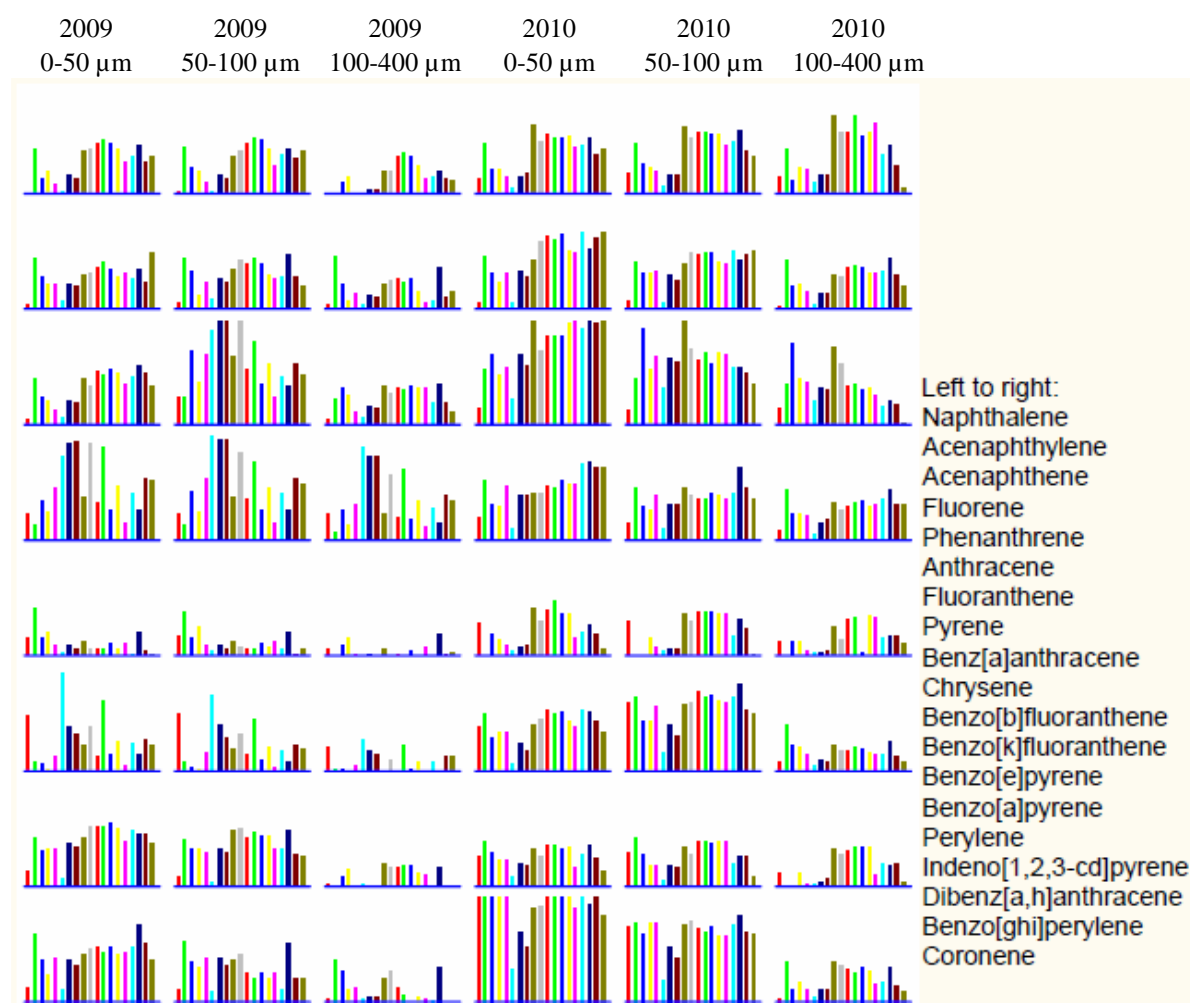 2009 2009 2009 2010 2010 2010
0-50 µm 50-100 µm 100-400 µm 0-50 µm 50-100 µm 100-400 µm
Left to right:
Naphthalene
Acenaphthylene
Acenaphthene
Fluorene
Phenanthrene
Anthracene
Fluoranthene
Pyrene
Benz[a]anthracene
Chrysene
Benzo[b]fluoranthene
Benzo[k]fluoranthene
Benzo[e]pyrene
Benzo[a]pyrene
Perylene
Indeno[1,2,3-cd]pyrene
Dibenz[a,h]anthracene
Benzo[ghi]perylene
Coronene